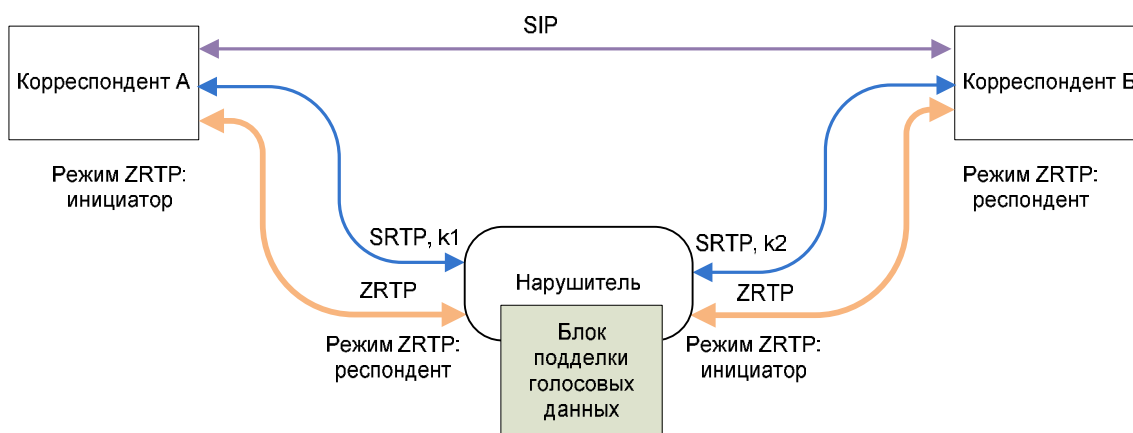 SIP
Корреспондент А
Корреспондент Б
Режим ZRTP:
инициатор
Режим ZRTP:
респондент
SRTP, k1
SRTP, k2
Нарушитель
ZRTP
ZRTP
Режим ZRTP:
респондент
Блок
подделки
голосовых
данных
Режим ZRTP:
инициатор